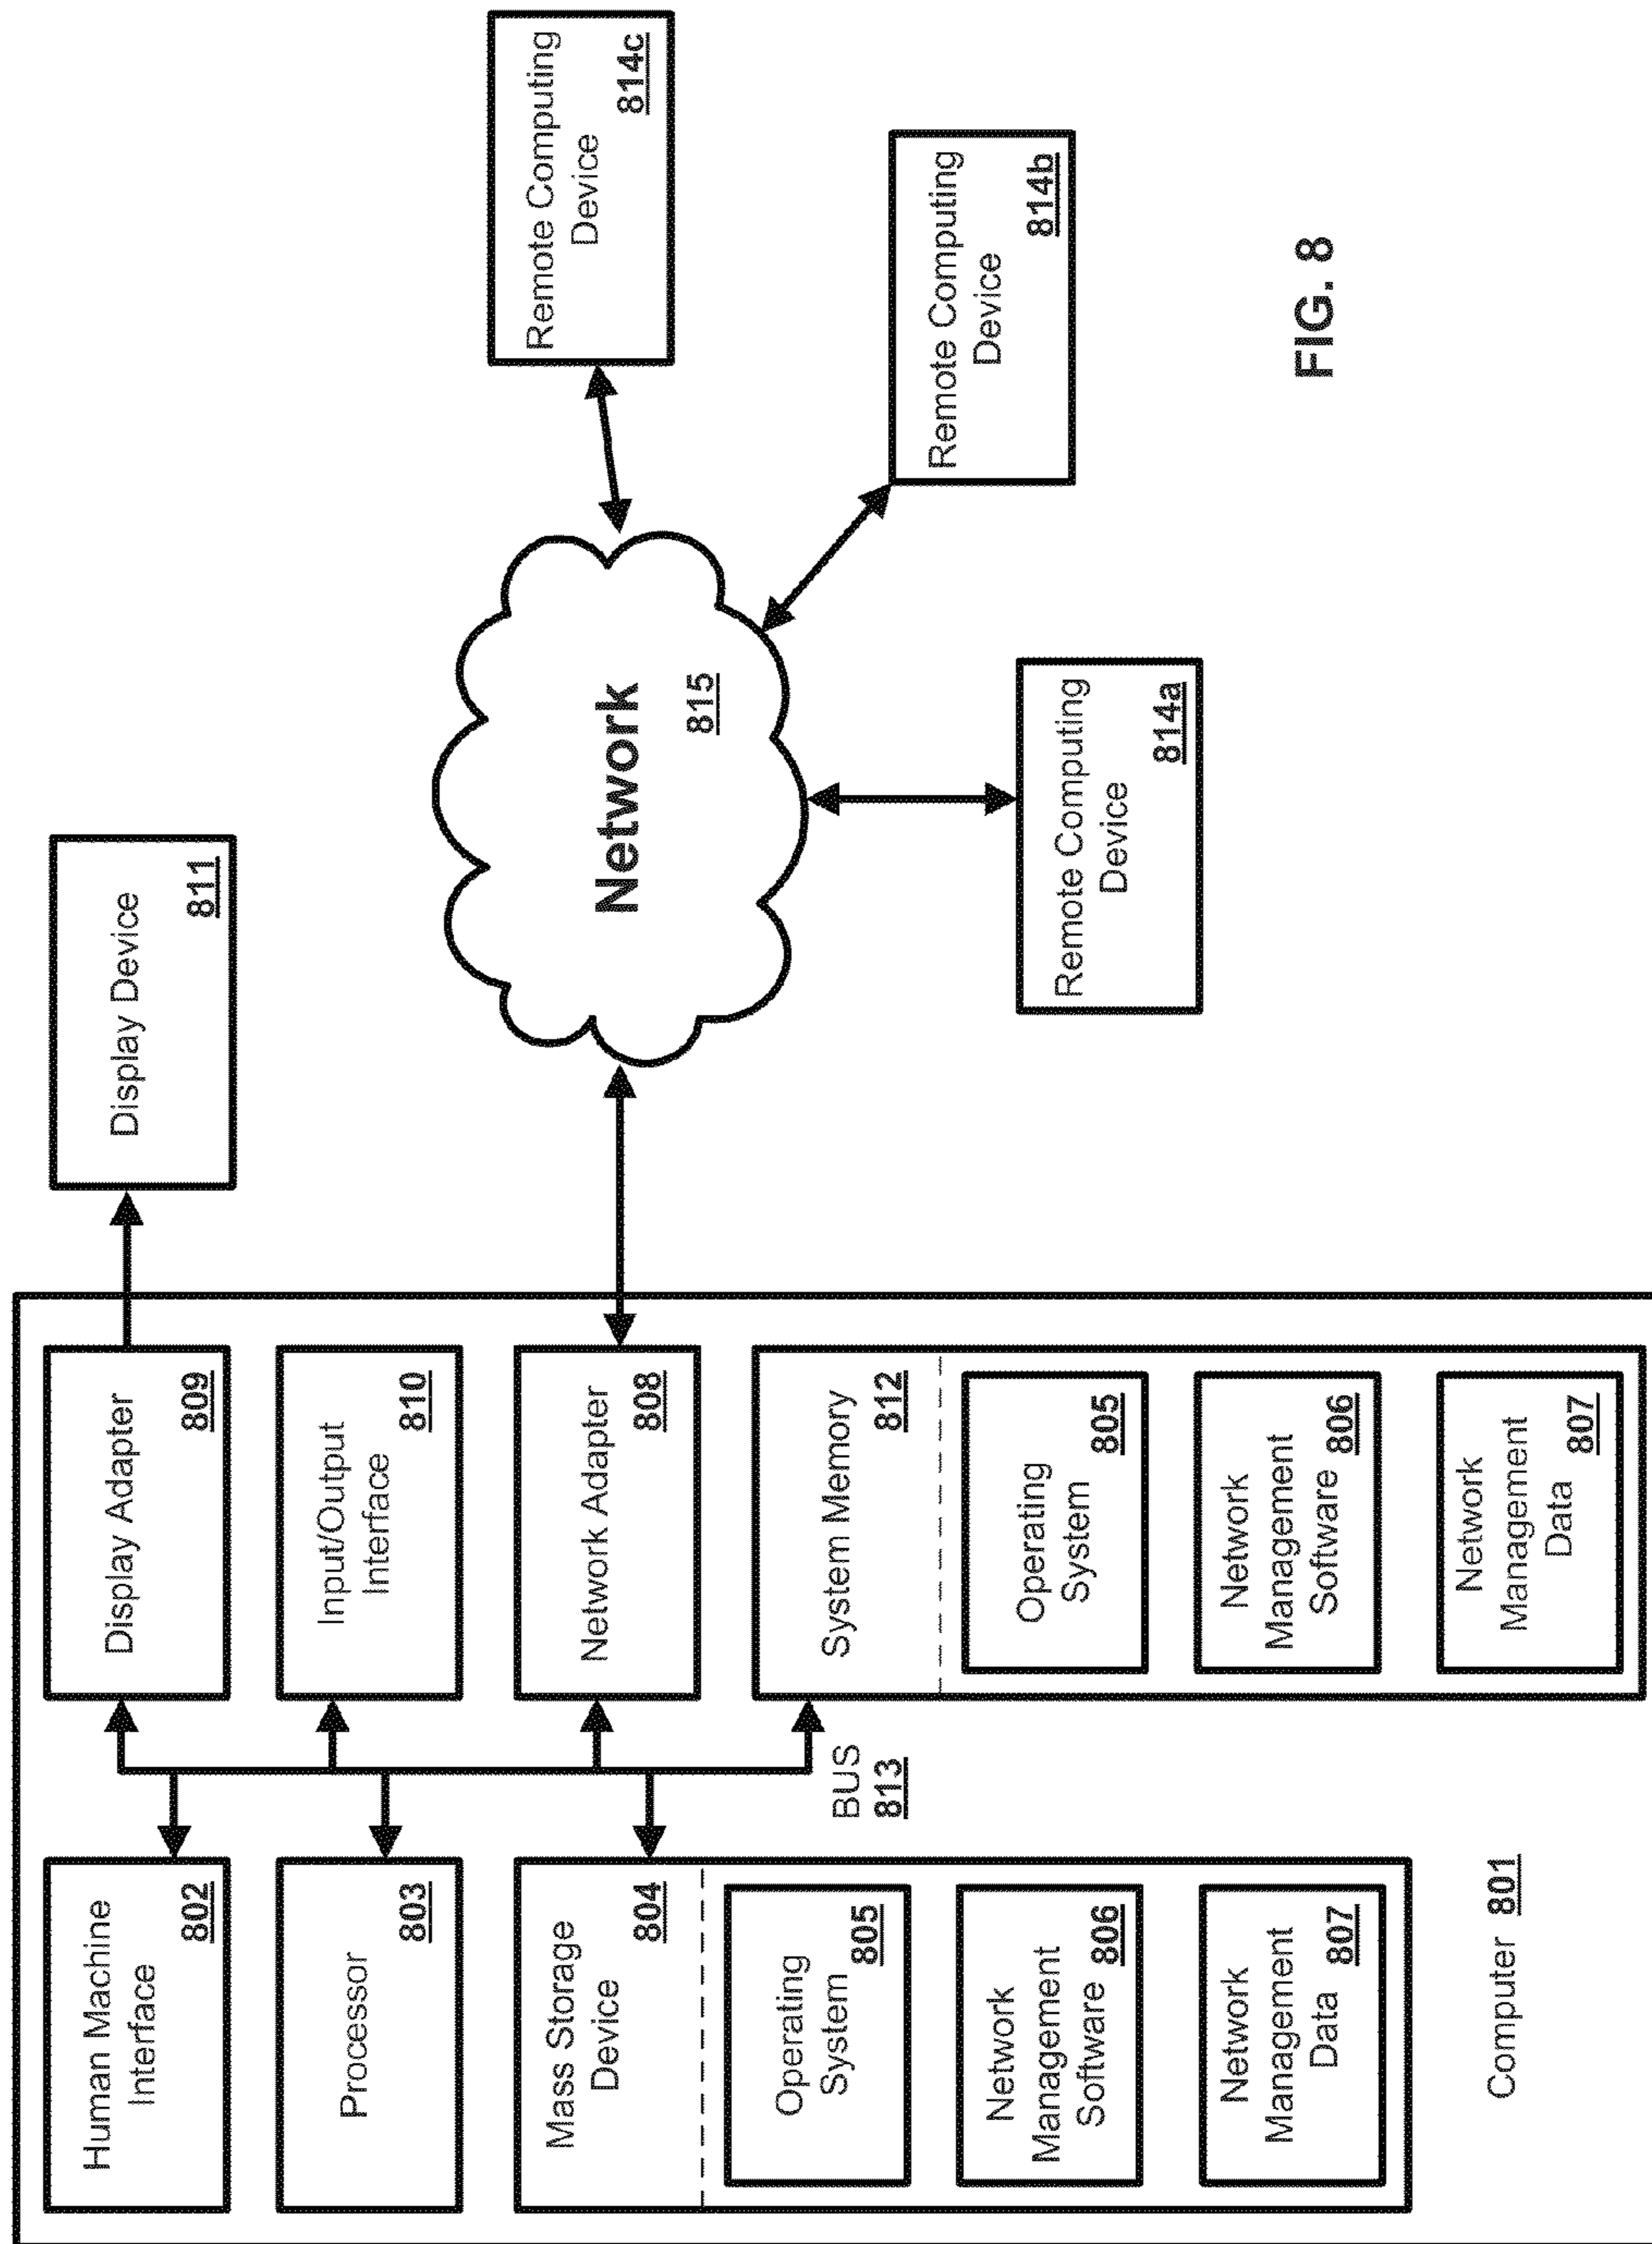 Human Machine
Interface
802
Processor
803
Mass Storage
Device
804
Operating
System
805
Network
Management
Software 806
Network
Management
Data 807
Computer 801
BUS
813
Display Adapter
809
Input/Output
Interface
810
Network Adapter
808
System Memory
812
Operating
System
805
Network
Management
Software 806
Network
Management
Data 807
Display Device
811
Network
815
Remote Computing
Device
814a
Remote Computing
Device
814b
Remote Computing
Device
814c
FIG. 8